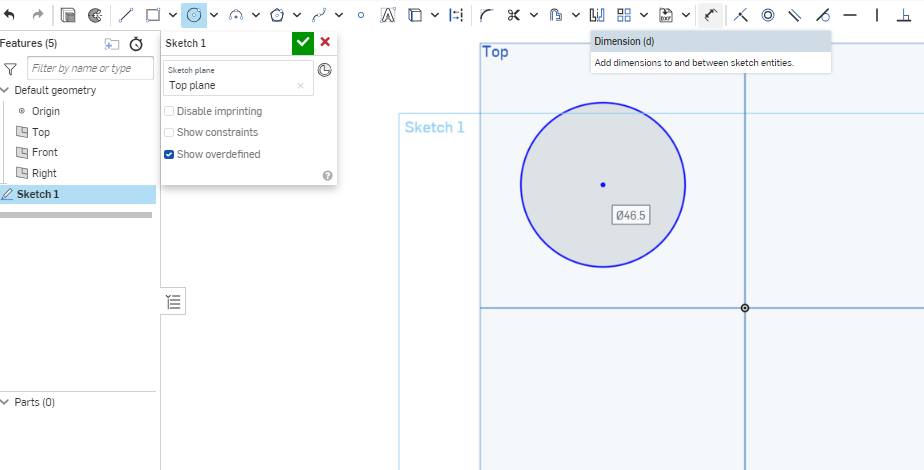 Features (5)
Filter by name or type
Default geometry
Origin
Top
Front
Right
Sketch 1
Parts (0)
Sketch 1
Sketch plane
Top plane
Disable imprinting
Show constraints
Show overdefined
Dimension (d)
Add dimensions to and between sketch entities.
Top
Sketch 1
Ø46.5